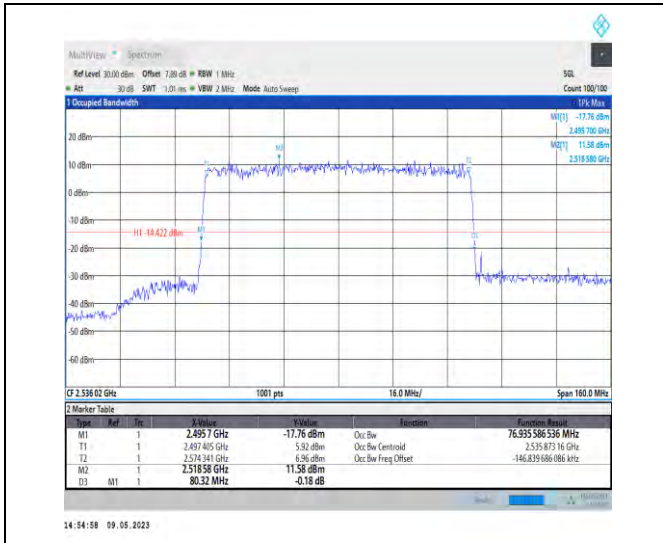 MultiView Spectrum
Ref Level 30.00 dBm Offset 7.89 dB RBW 1 MHz SGL
Att 30 dB SWT 1.01 ms VBW 2 MHz Mode Auto Sweep Count 100/100
1 Occupied Bandwidth 1Pk Max
M1[1] -17.76 dBm
2.495 700 GHz
M2[1] 11.58 dBm
2.518 580 GHz
20 dBm
M2
T1 T2
10 dBm
0 dBm
-10 dBm
H1 -14.422 dBm M1 D3
-20 dBm
-30 dBm
-40 dBm
-50 dBm
-60 dBm
CF 2.536 02 GHz 1001 pts 16.0 MHz/ Span 160.0 MHz
2 Marker Table
Type Ref Trc X-Value Y-Value Function Function Result
M1 1 2.495 7 GHz -17.76 dBm Occ Bw 76.935 586 536 MHz
T1 1 2.497 405 GHz 5.92 dBm Occ Bw Centroid 2.535 873 16 GHz
T2 1 2.574 341 GHz 6.96 dBm Occ Bw Freq Offset -146.839 686 086 kHz
M2 1 2.518 58 GHz 11.58 dBm
D3 M1 1 80.32 MHz -0.18 dB
14:54:58 09.05.2023